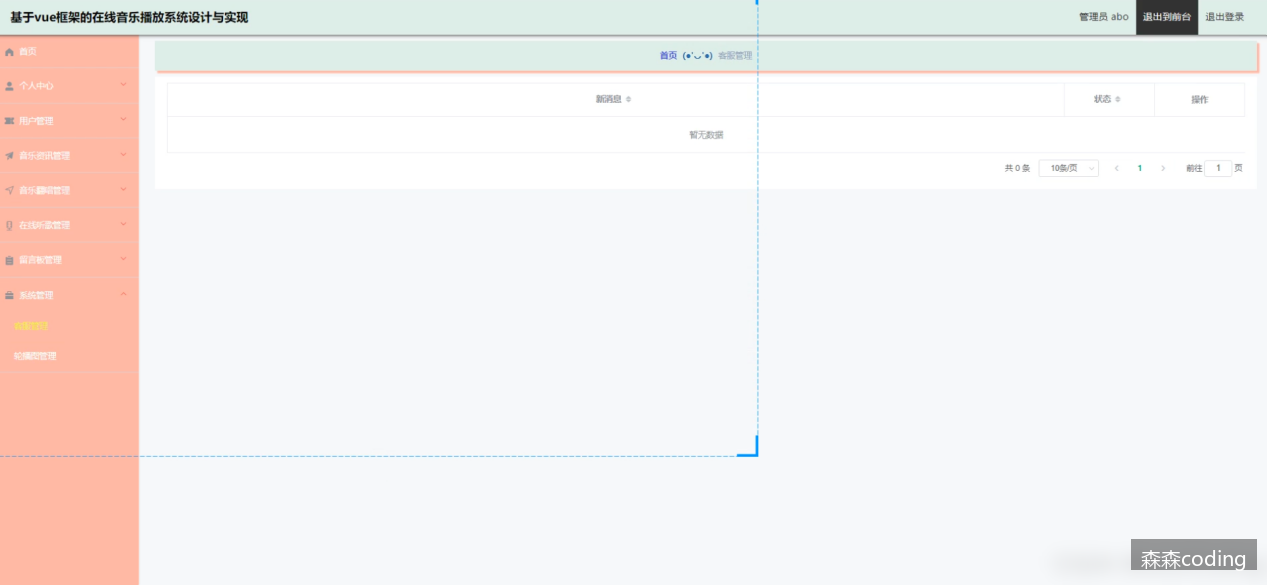 基于vue框架的在线音乐播放系统设计与实现
管理员 abo
退出到前台
退出登录
首页
个人中心
用户管理
音乐资讯管理
音乐翻唱管理
在线听歌管理
留言板管理
系统管理
客服管理
轮播图管理
首页 (●'◡'●) 客服管理
新消息 状态 操作
暂无数据
共 0 条 10条/页 1 前往 1 页
森森coding